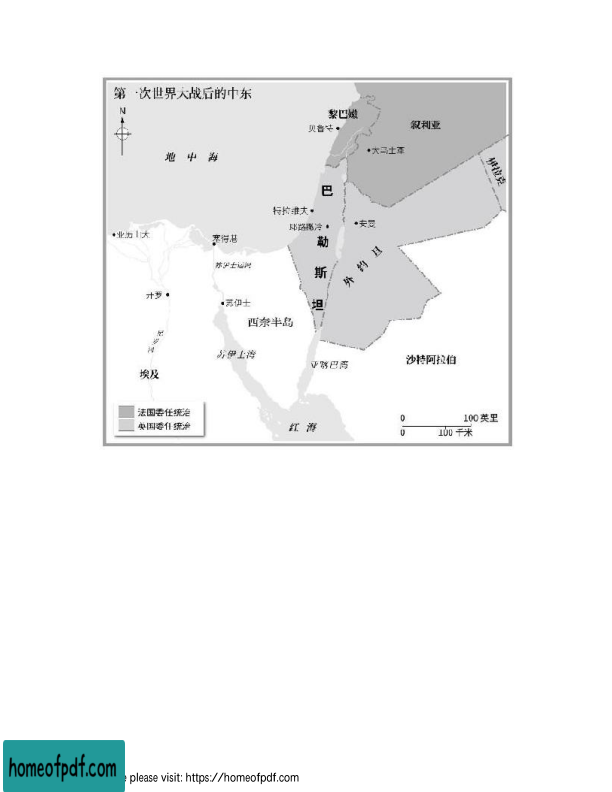 第一次世界大战后的中东
N
黎巴嫩
贝鲁特
叙利亚
大马士革
地 中 海
伊拉克
巴
特拉维夫
耶路撒冷
安曼
亚历山大
塞得港
勒
外 约 旦
苏伊士运河
斯
开罗
苏伊士
坦
西奈半岛
尼罗河
苏伊士湾
亚喀巴湾
沙特阿拉伯
埃及
法国委任统治
英国委任统治
红 海
0 100 英里
0 100 千米
homeofpdf.com
e please visit: https://homeofpdf.com